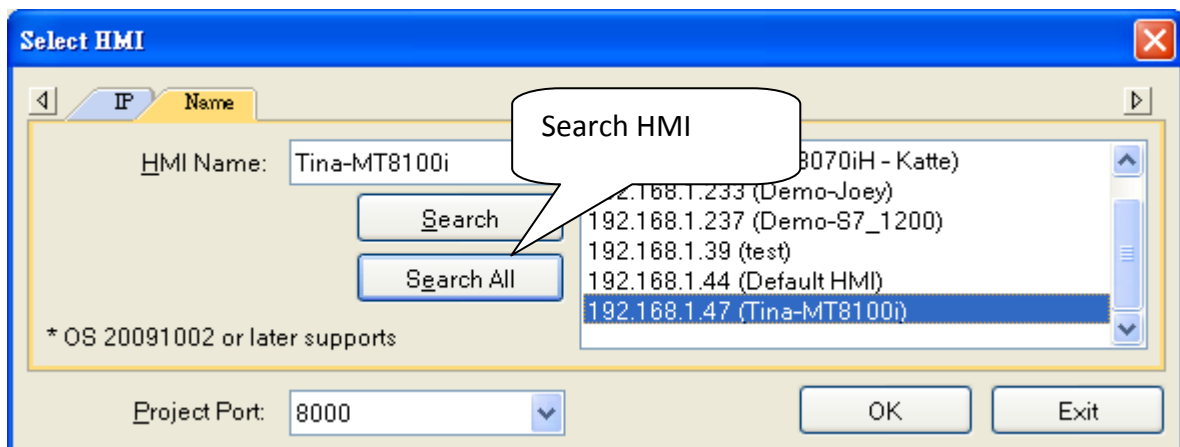 Select HMI
IP Name
HMI Name: Tina-MT8100i
Search
Search All
* OS 20091002 or later supports
Search HMI
8070iH - Katte)
192.168.1.233 (Demo-Joey)
192.168.1.237 (Demo-S7_1200)
192.168.1.39 (test)
192.168.1.44 (Default HMI)
192.168.1.47 (Tina-MT8100i)
Project Port: 8000
OK Exit